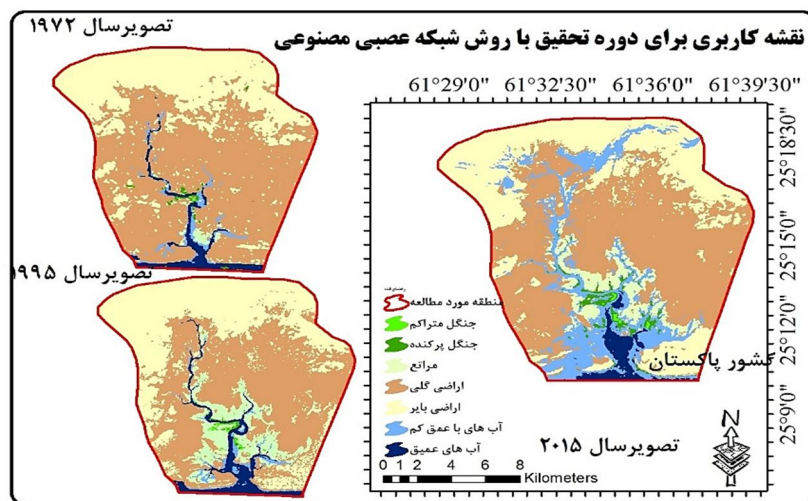 تصویرسال ۱۹۷۲
نقشه کاربری برای دوره تحقیق با روش شبکه عصبی مصنوعی
61°29'0" 61°32'30" 61°36'0" 61°39'30"
25°18'30"
25°15'0"
25°12'0"
25°9'0"
تصویرسال ۱۹۹۵
منطقه مورد مطالعه
جنگل متراکم
جنگل پرکننده
مراتع
اراضی گلی
اراضی بایر
آب های با عمق کم
آب های عمیق
کشور پاکستان
تصویرسال ۲۰۱۵
N
0 1 2 4 6 8
Kilometers